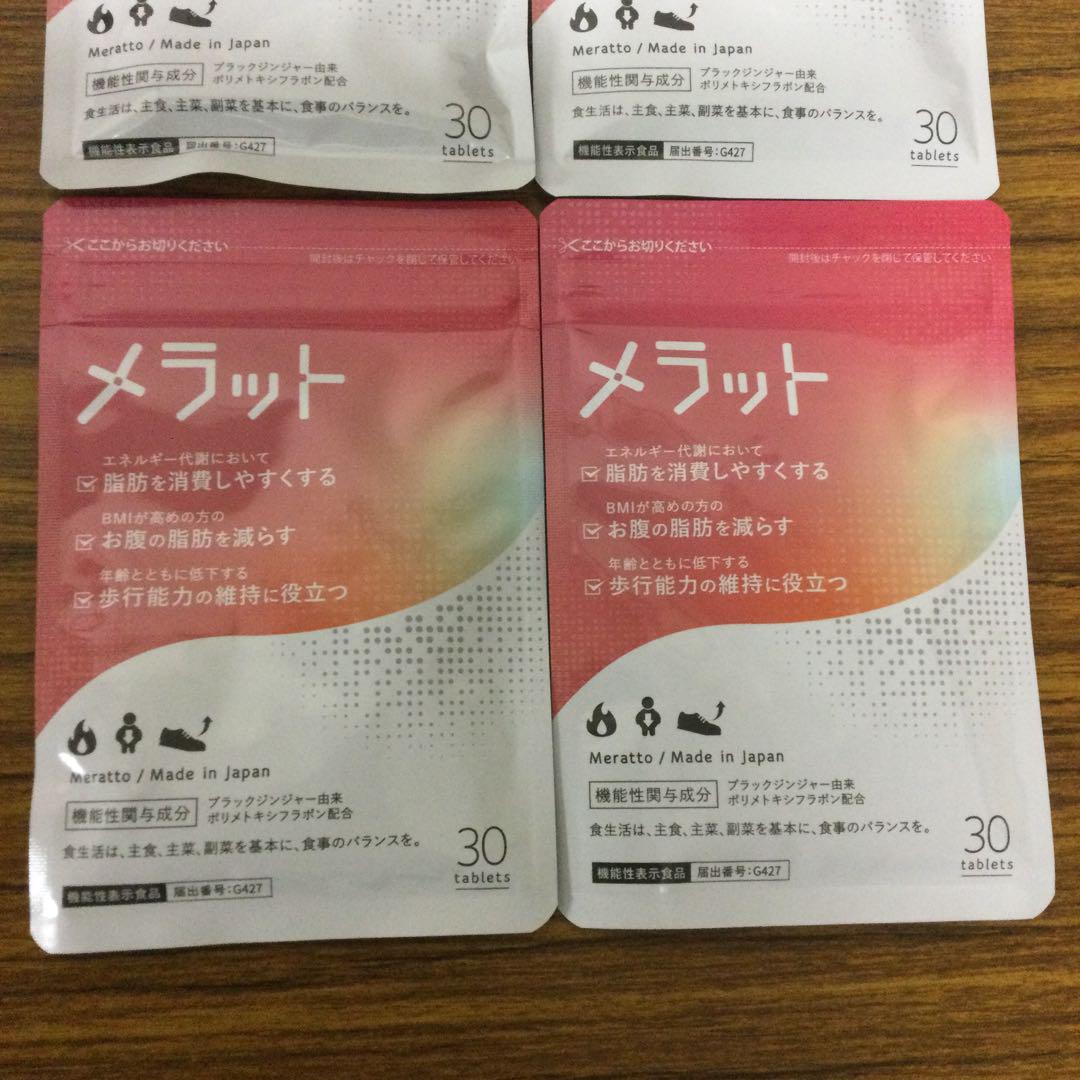 Meratto / Made in Japan
機能性関与成分
ブラックジンジャー由来
ポリメトキシフラボン配合
食生活は、主食、主菜、副菜を基本に、食事のバランスを。
機能性表示食品 届出番号:G427
30
tablets
Meratto / Made in Japan
機能性関与成分
ブラックジンジャー由来
ポリメトキシフラボン配合
食生活は、主食、主菜、副菜を基本に、食事のバランスを。
機能性表示食品 届出番号:G427
30
tablets
ここからお切りください
開封後はチャックを閉じて保管してください
メラット
エネルギー代謝において
脂肪を消費しやすくする
BMIが高めの方の
お腹の脂肪を減らす
年齢とともに低下する
歩行能力の維持に役立つ
Meratto / Made in Japan
機能性関与成分
ブラックジンジャー由来
ポリメトキシフラボン配合
食生活は、主食、主菜、副菜を基本に、食事のバランスを。
機能性表示食品 届出番号:G427
30
tablets
ここからお切りください
開封後はチャックを閉じて保管してください
メラット
エネルギー代謝において
脂肪を消費しやすくする
BMIが高めの方の
お腹の脂肪を減らす
年齢とともに低下する
歩行能力の維持に役立つ
Meratto / Made in Japan
機能性関与成分
ブラックジンジャー由来
ポリメトキシフラボン配合
食生活は、主食、主菜、副菜を基本に、食事のバランスを。
機能性表示食品 届出番号:G427
30
tablets